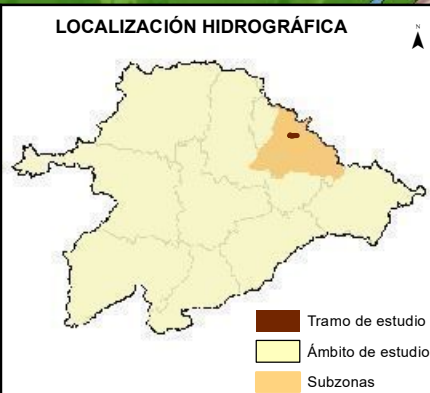 LOCALIZACIÓN HIDROGRÁFICA
N
Tramo de estudio
Ámbito de estudio
Subzonas